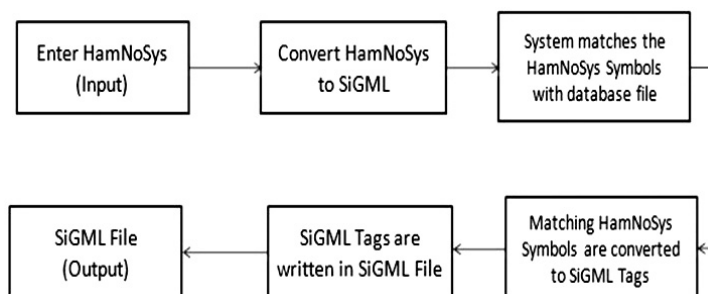 Enter HamNoSys
(Input)
Convert HamNoSys
to SiGML
System matches the
HamNoSys Symbols
with database file
Matching HamNoSys
Symbols are converted
to SiGML Tags
SiGML Tags are
written in SiGML File
SiGML File
(Output)